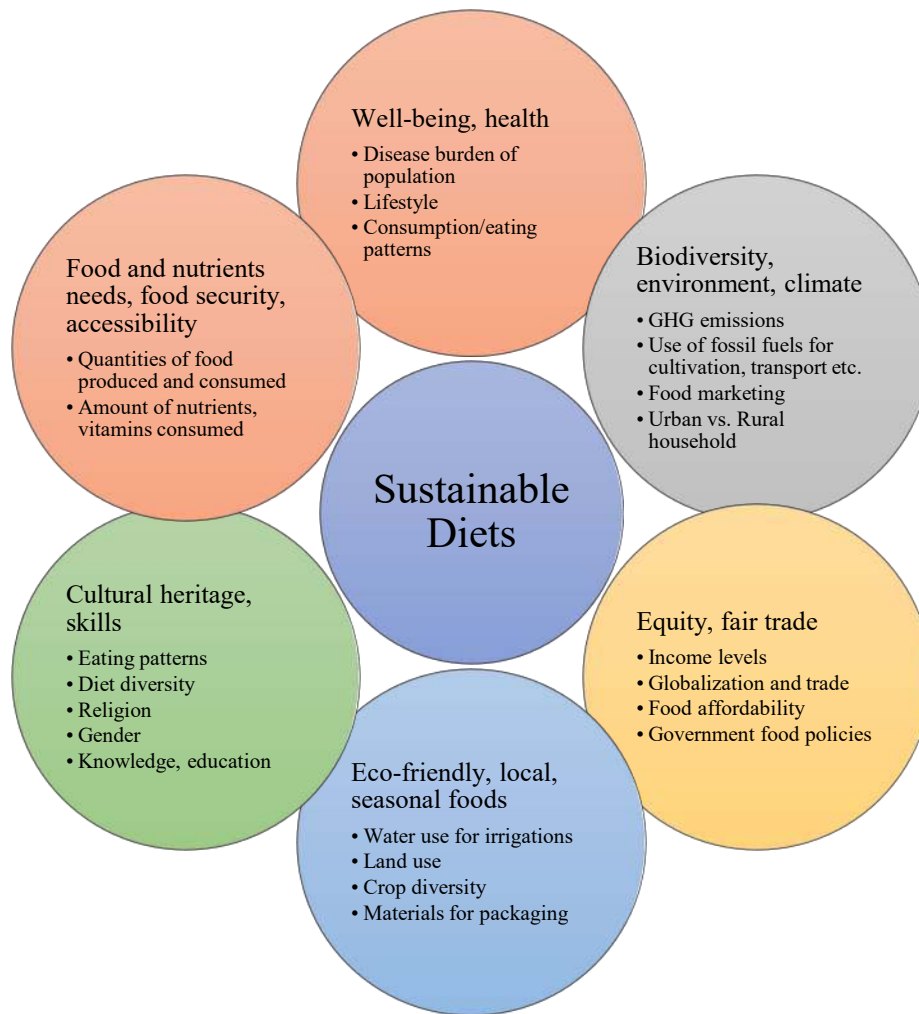 Well-being, health
• Disease burden of
population
• Lifestyle
• Consumption/eating
patterns
Biodiversity,
environment, climate
• GHG emissions
• Use of fossil fuels for
cultivation, transport etc.
• Food marketing
• Urban vs. Rural
household
Equity, fair trade
• Income levels
• Globalization and trade
• Food affordability
• Government food policies
Eco-friendly, local,
seasonal foods
• Water use for irrigations
• Land use
• Crop diversity
• Materials for packaging
Cultural heritage,
skills
• Eating patterns
• Diet diversity
• Religion
• Gender
• Knowledge, education
Food and nutrients
needs, food security,
accessibility
• Quantities of food
produced and consumed
• Amount of nutrients,
vitamins consumed
Sustainable
Diets